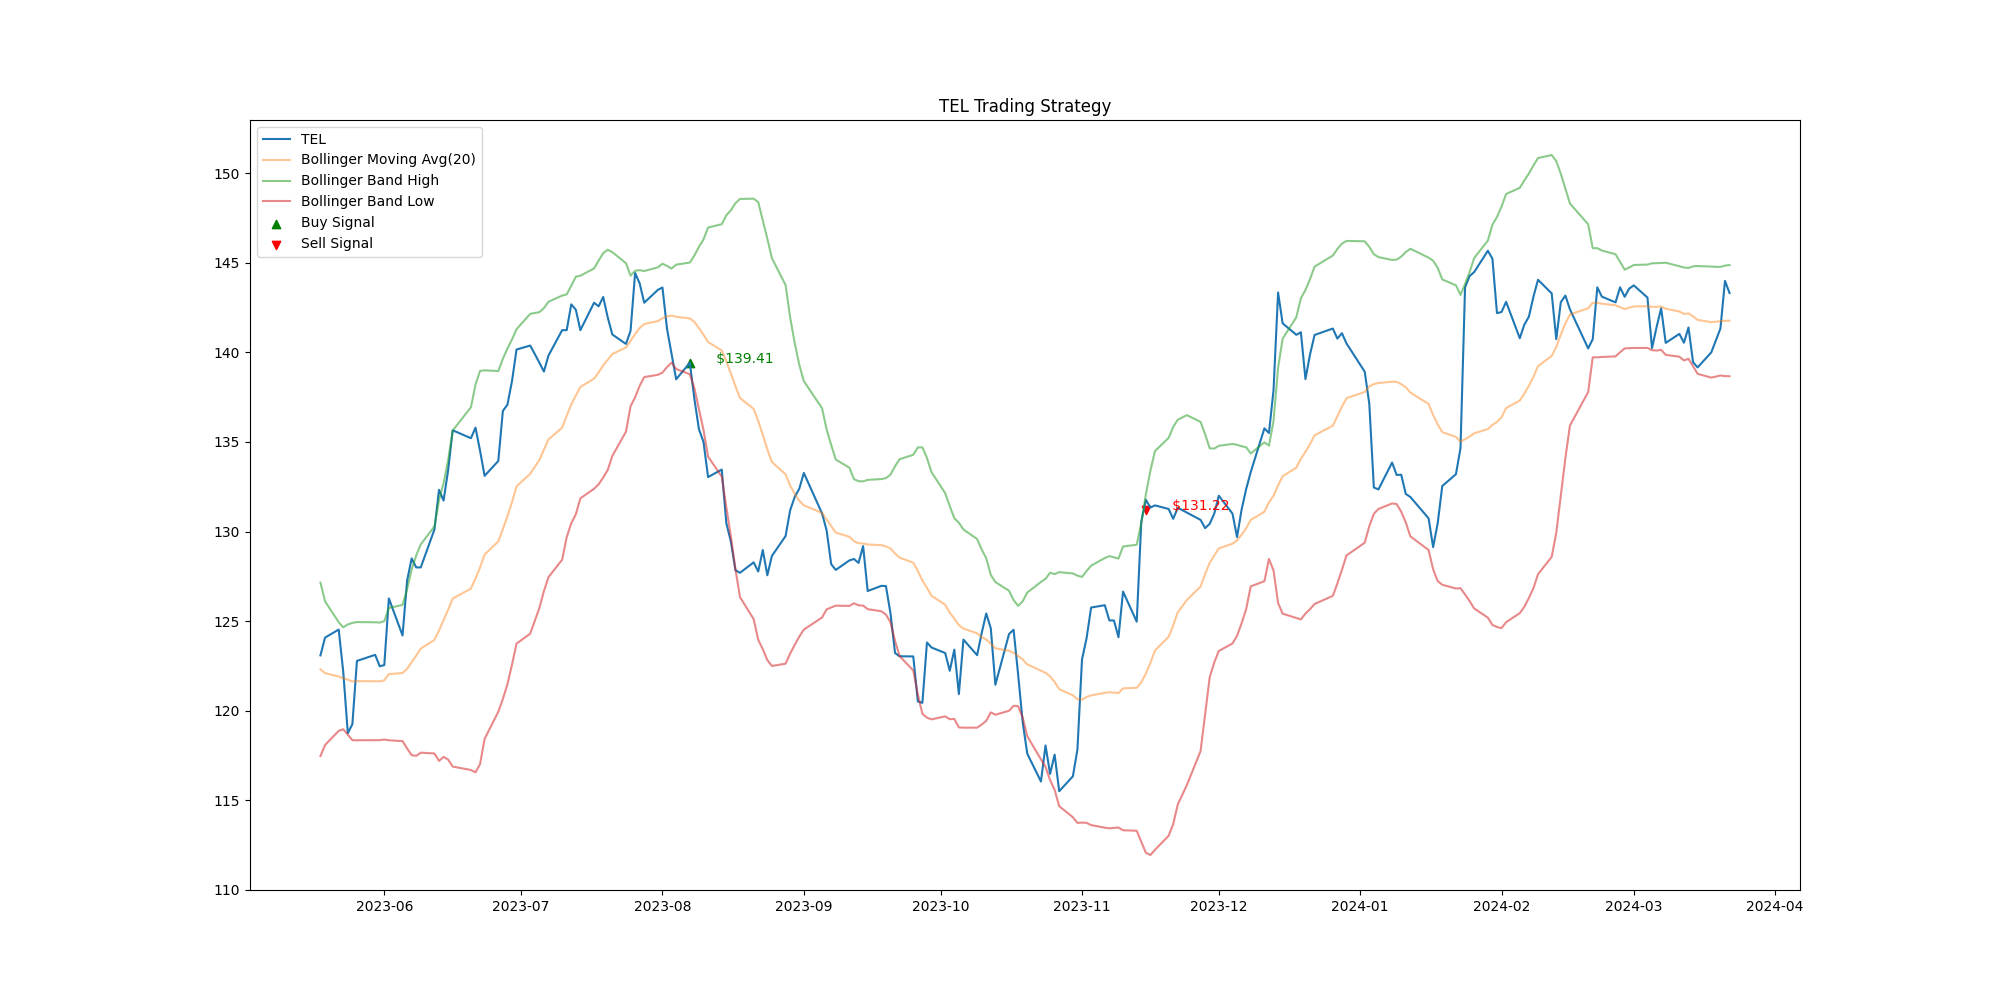 TEL Trading Strategy
TEL
Bollinger Moving Avg(20)
Bollinger Band High
Bollinger Band Low
Buy Signal
Sell Signal
150
145
140
135
130
125
120
115
110
$139.41
$131.22
2023-06 2023-07 2023-08 2023-09 2023-10 2023-11 2023-12 2024-01 2024-02 2024-03 2024-04